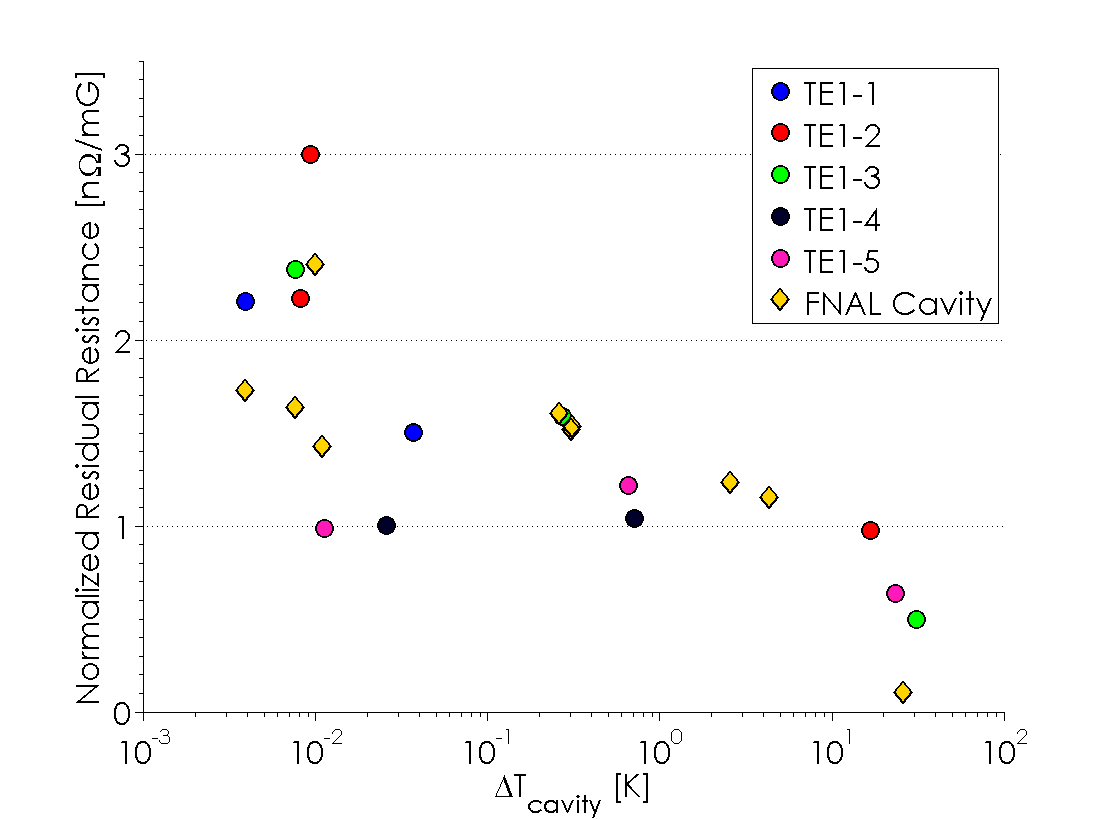 Normalized Residual Resistance [nΩ/mG]
3
2
1
0
TE1-1
TE1-2
TE1-3
TE1-4
TE1-5
FNAL Cavity
10^-3 10^-2 10^-1 10^0 10^1 10^2
ΔT_cavity [K]